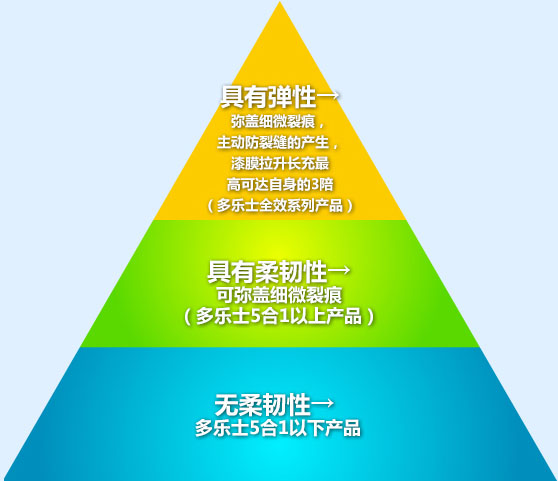 具有弹性→
弥盖细微裂痕，
主动防裂缝的产生，
漆膜拉升长充最
高可达自身的3陪
（多乐士全效系列产品）
具有柔韧性→
可弥盖细微裂痕
（多乐士5合1以上产品）
无柔韧性→
多乐士5合1以下产品